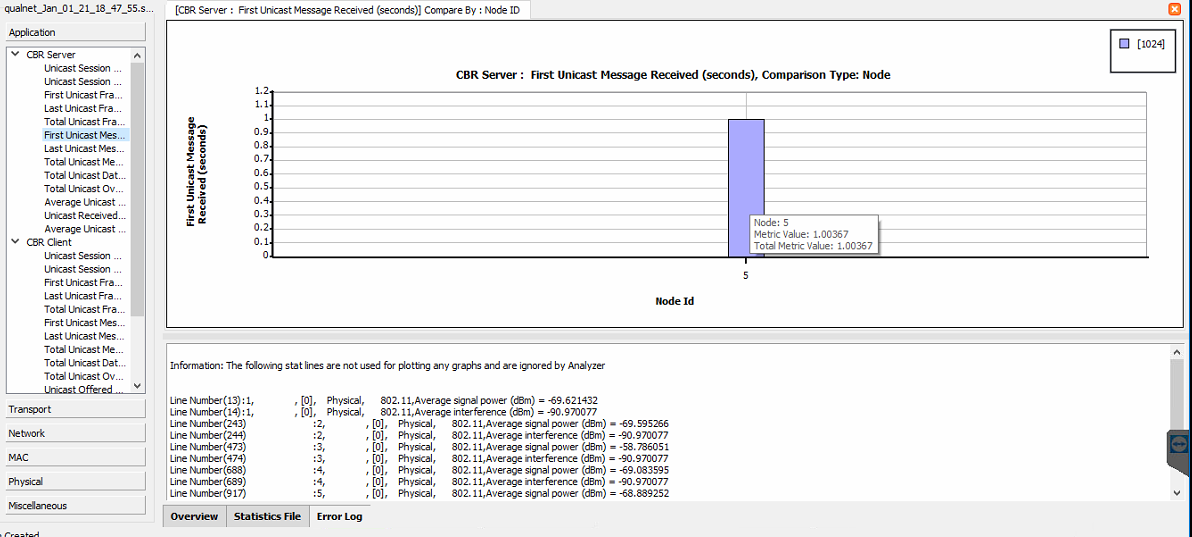 qualnet_Jan_01_21_18_47_55.s...
Application
CBR Server
Unicast Session ...
Unicast Session ...
First Unicast Fra...
Last Unicast Fra...
Total Unicast Fra...
First Unicast Mes...
Last Unicast Mes...
Total Unicast Me...
Total Unicast Dat...
Total Unicast Ov...
Average Unicast ...
Unicast Received...
Average Unicast ...
CBR Client
Unicast Session ...
Unicast Session ...
First Unicast Fra...
Last Unicast Fra...
Total Unicast Fra...
First Unicast Mes...
Last Unicast Mes...
Total Unicast Me...
Total Unicast Dat...
Total Unicast Ov...
Unicast Offered ...
Transport
Network
MAC
Physical
Miscellaneous
[CBR Server : First Unicast Message Received (seconds)] Compare By : Node ID
[1024]
CBR Server : First Unicast Message Received (seconds), Comparison Type: Node
First Unicast Message
Received (seconds)
1.2
1.1
1
0.9
0.8
0.7
0.6
0.5
0.4
0.3
0.2
0.1
0
Node: 5
Metric Value: 1.00367
Total Metric Value: 1.00367
5
Node Id
Information: The following stat lines are not used for plotting any graphs and are ignored by Analyzer
Line Number(13):1, , [0], Physical, 802.11,Average signal power (dBm) = -69.621432
Line Number(14):1, , [0], Physical, 802.11,Average interference (dBm) = -90.970077
Line Number(243) :2, , [0], Physical, 802.11,Average signal power (dBm) = -69.595266
Line Number(244) :2, , [0], Physical, 802.11,Average interference (dBm) = -90.970077
Line Number(473) :3, , [0], Physical, 802.11,Average signal power (dBm) = -58.786051
Line Number(474) :3, , [0], Physical, 802.11,Average interference (dBm) = -90.970077
Line Number(688) :4, , [0], Physical, 802.11,Average signal power (dBm) = -69.083595
Line Number(689) :4, , [0], Physical, 802.11,Average interference (dBm) = -90.970077
Line Number(917) :5, , [0], Physical, 802.11,Average signal power (dBm) = -68.889252
Overview
Statistics File
Error Log
Created